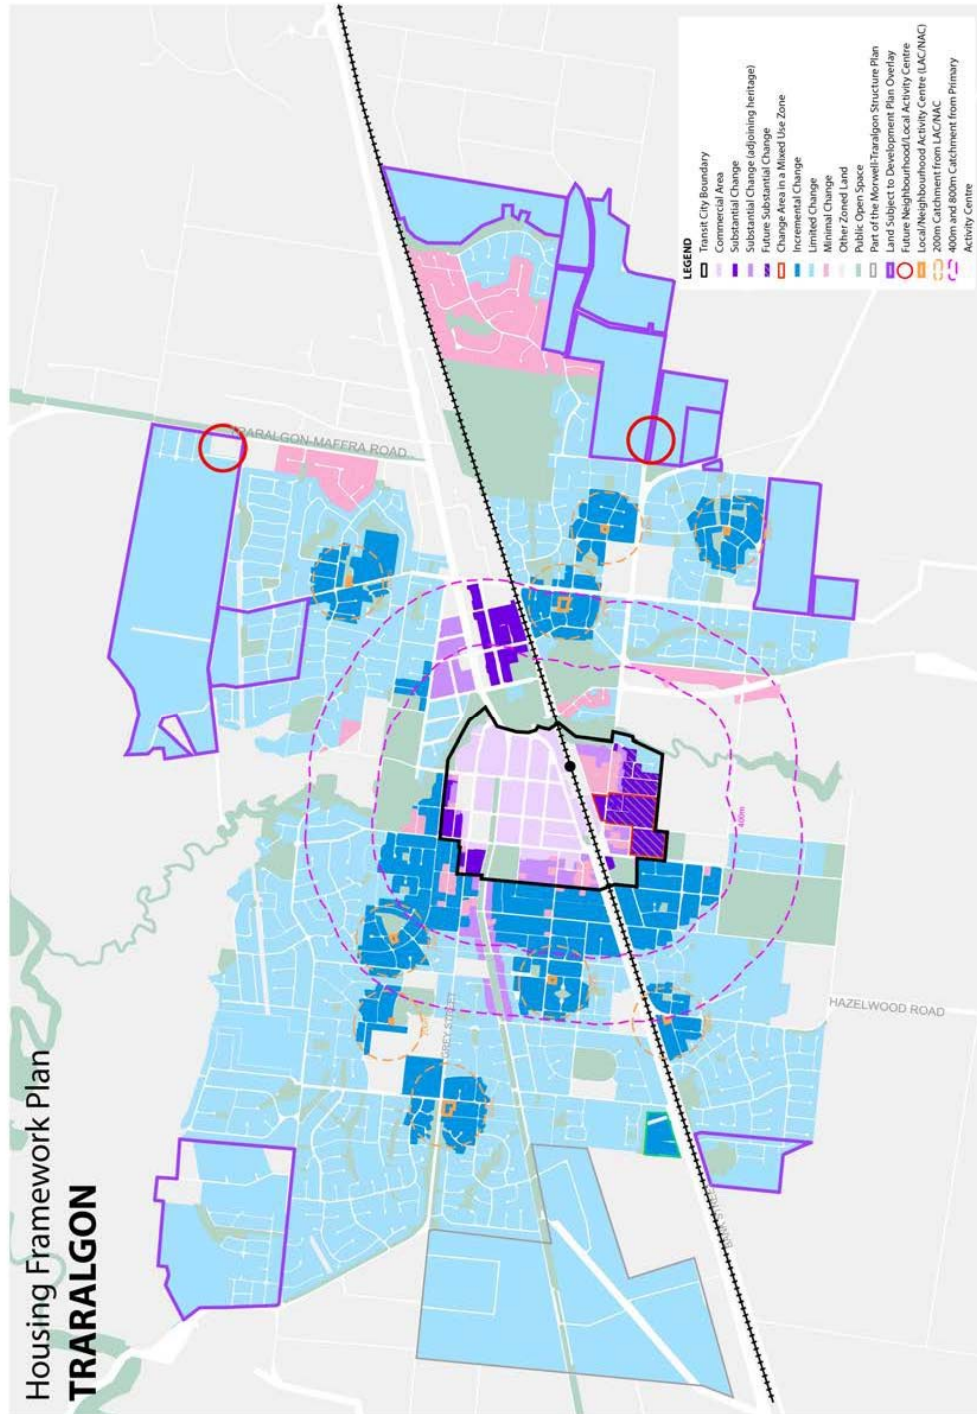 Housing Framework Plan
TRARALGON
TRARALGON-MAFFRA ROAD
GREY STREET
HAZELWOOD ROAD
400m
LEGEND
Transit City Boundary
Commercial Area
Substantial Change
Substantial Change (adjoining heritage)
Future Substantial Change
Change Area in a Mixed Use Zone
Incremental Change
Limited Change
Minimal Change
Other Zoned Land
Public Open Space
Part of the Morwell-Traralgon Structure Plan
Land Subject to Development Plan Overlay
Future Neighbourhood/Local Activity Centre
Local/Neighbourhood Activity Centre (LAC/NAC)
200m Catchment from LAC/NAC
400m and 800m Catchment from Primary
Activity Centre